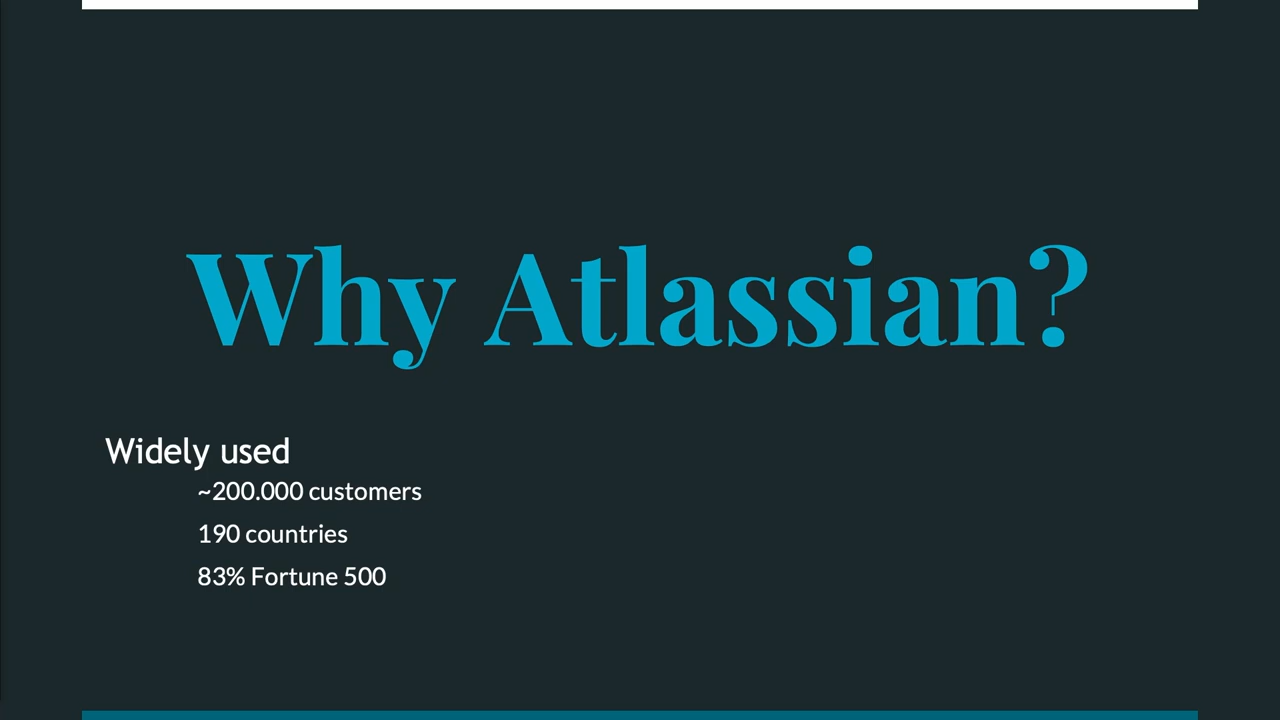 Why Atlassian?
Widely used
~200.000 customers
190 countries
83% Fortune 500